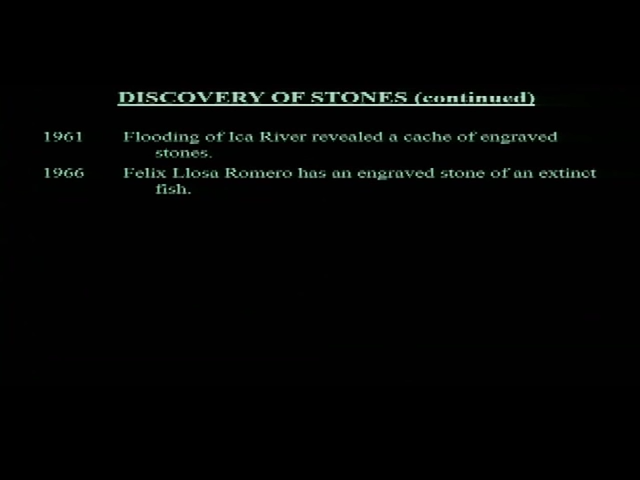 DISCOVERY OF STONES (continued)
1961 Flooding of Ica River revealed a cache of engraved
stones.
1966 Felix Llosa Romero has an engraved stone of an extinct
fish.